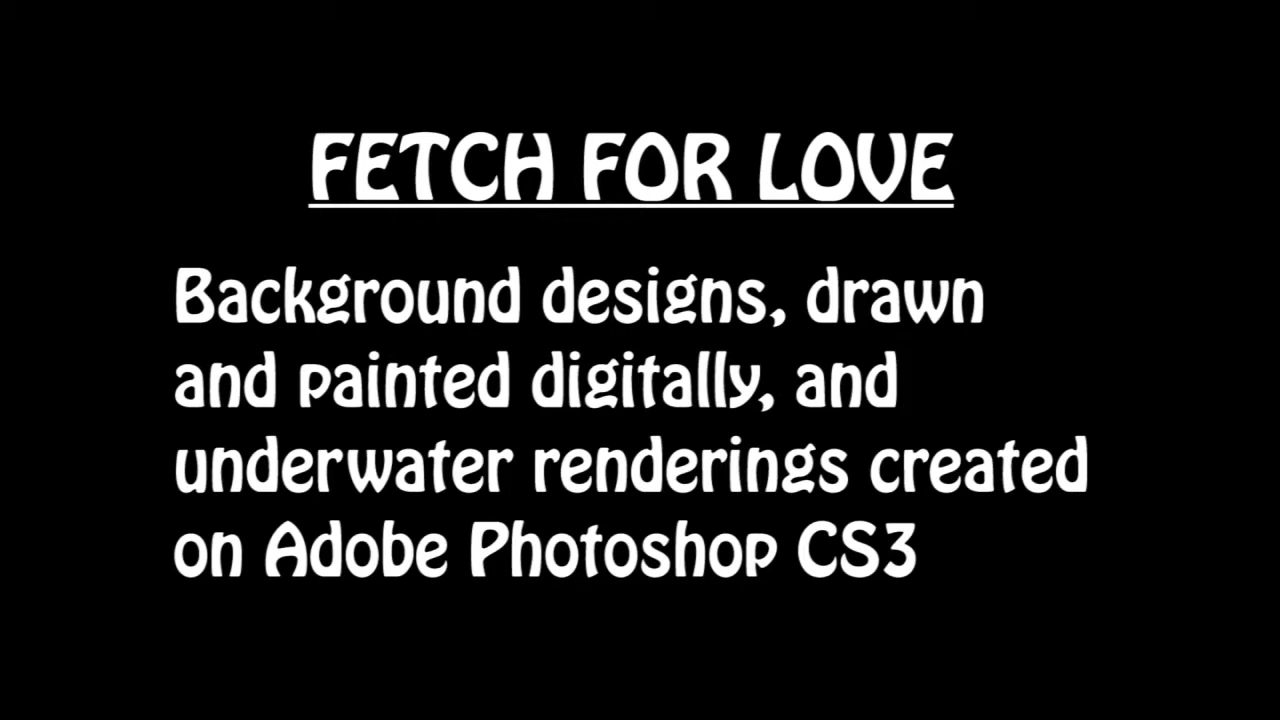 FETCH FOR LOVE
Background designs, drawn
and painted digitally, and
underwater renderings created
on Adobe Photoshop CS3